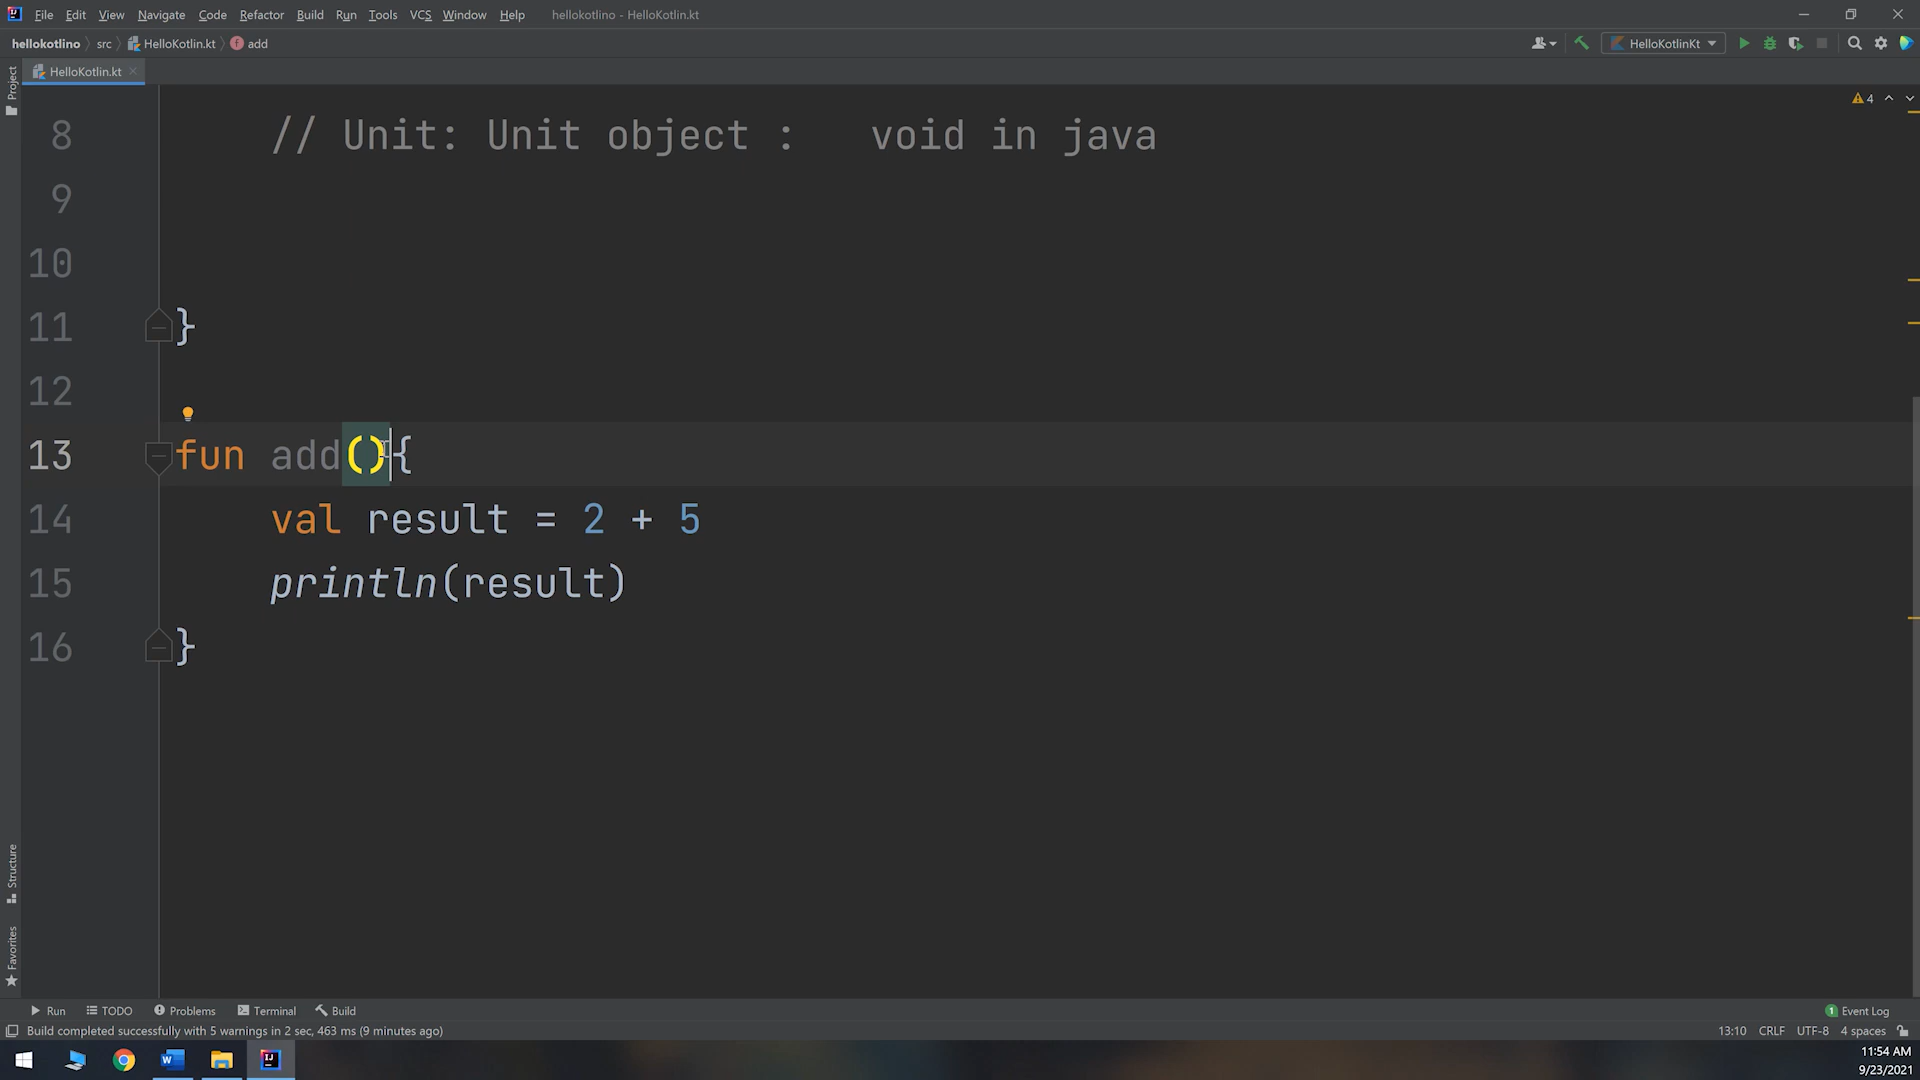 File Edit View Navigate Code Refactor Build Run Tools VCS Window Help hellokotlino - HelloKotlin.kt
hellokotlino src HelloKotlin.kt add HelloKotlinKt
HelloKotlin.kt
Project
4
8 // Unit: Unit object :   void in java
9
10
11 }
12
13 fun add(){
14 val result = 2 + 5
15 println(result)
16 }
Structure
Favorites
Run TODO Problems Terminal Build 1 Event Log
Build completed successfully with 5 warnings in 2 sec, 463 ms (9 minutes ago) 13:10 CRLF UTF-8 4 spaces
11:54 AM
9/23/2021